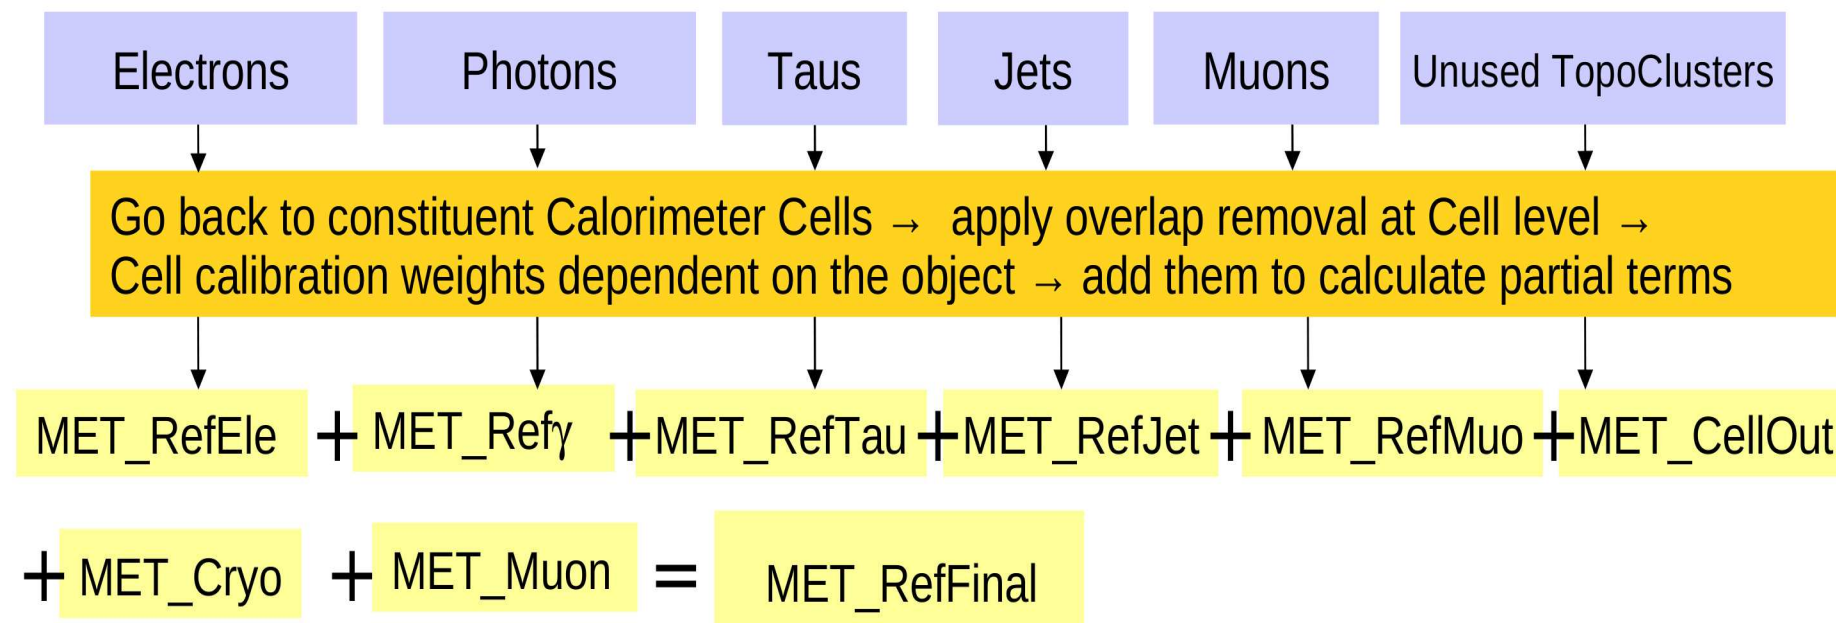 Electrons Photons Taus Jets Muons Unused TopoClusters
Go back to constituent Calorimeter Cells → apply overlap removal at Cell level →
Cell calibration weights dependent on the object → add them to calculate partial terms
MET_RefEle + MET_Refγ + MET_RefTau + MET_RefJet + MET_RefMuo + MET_CellOut
+ MET_Cryo + MET_Muon = MET_RefFinal